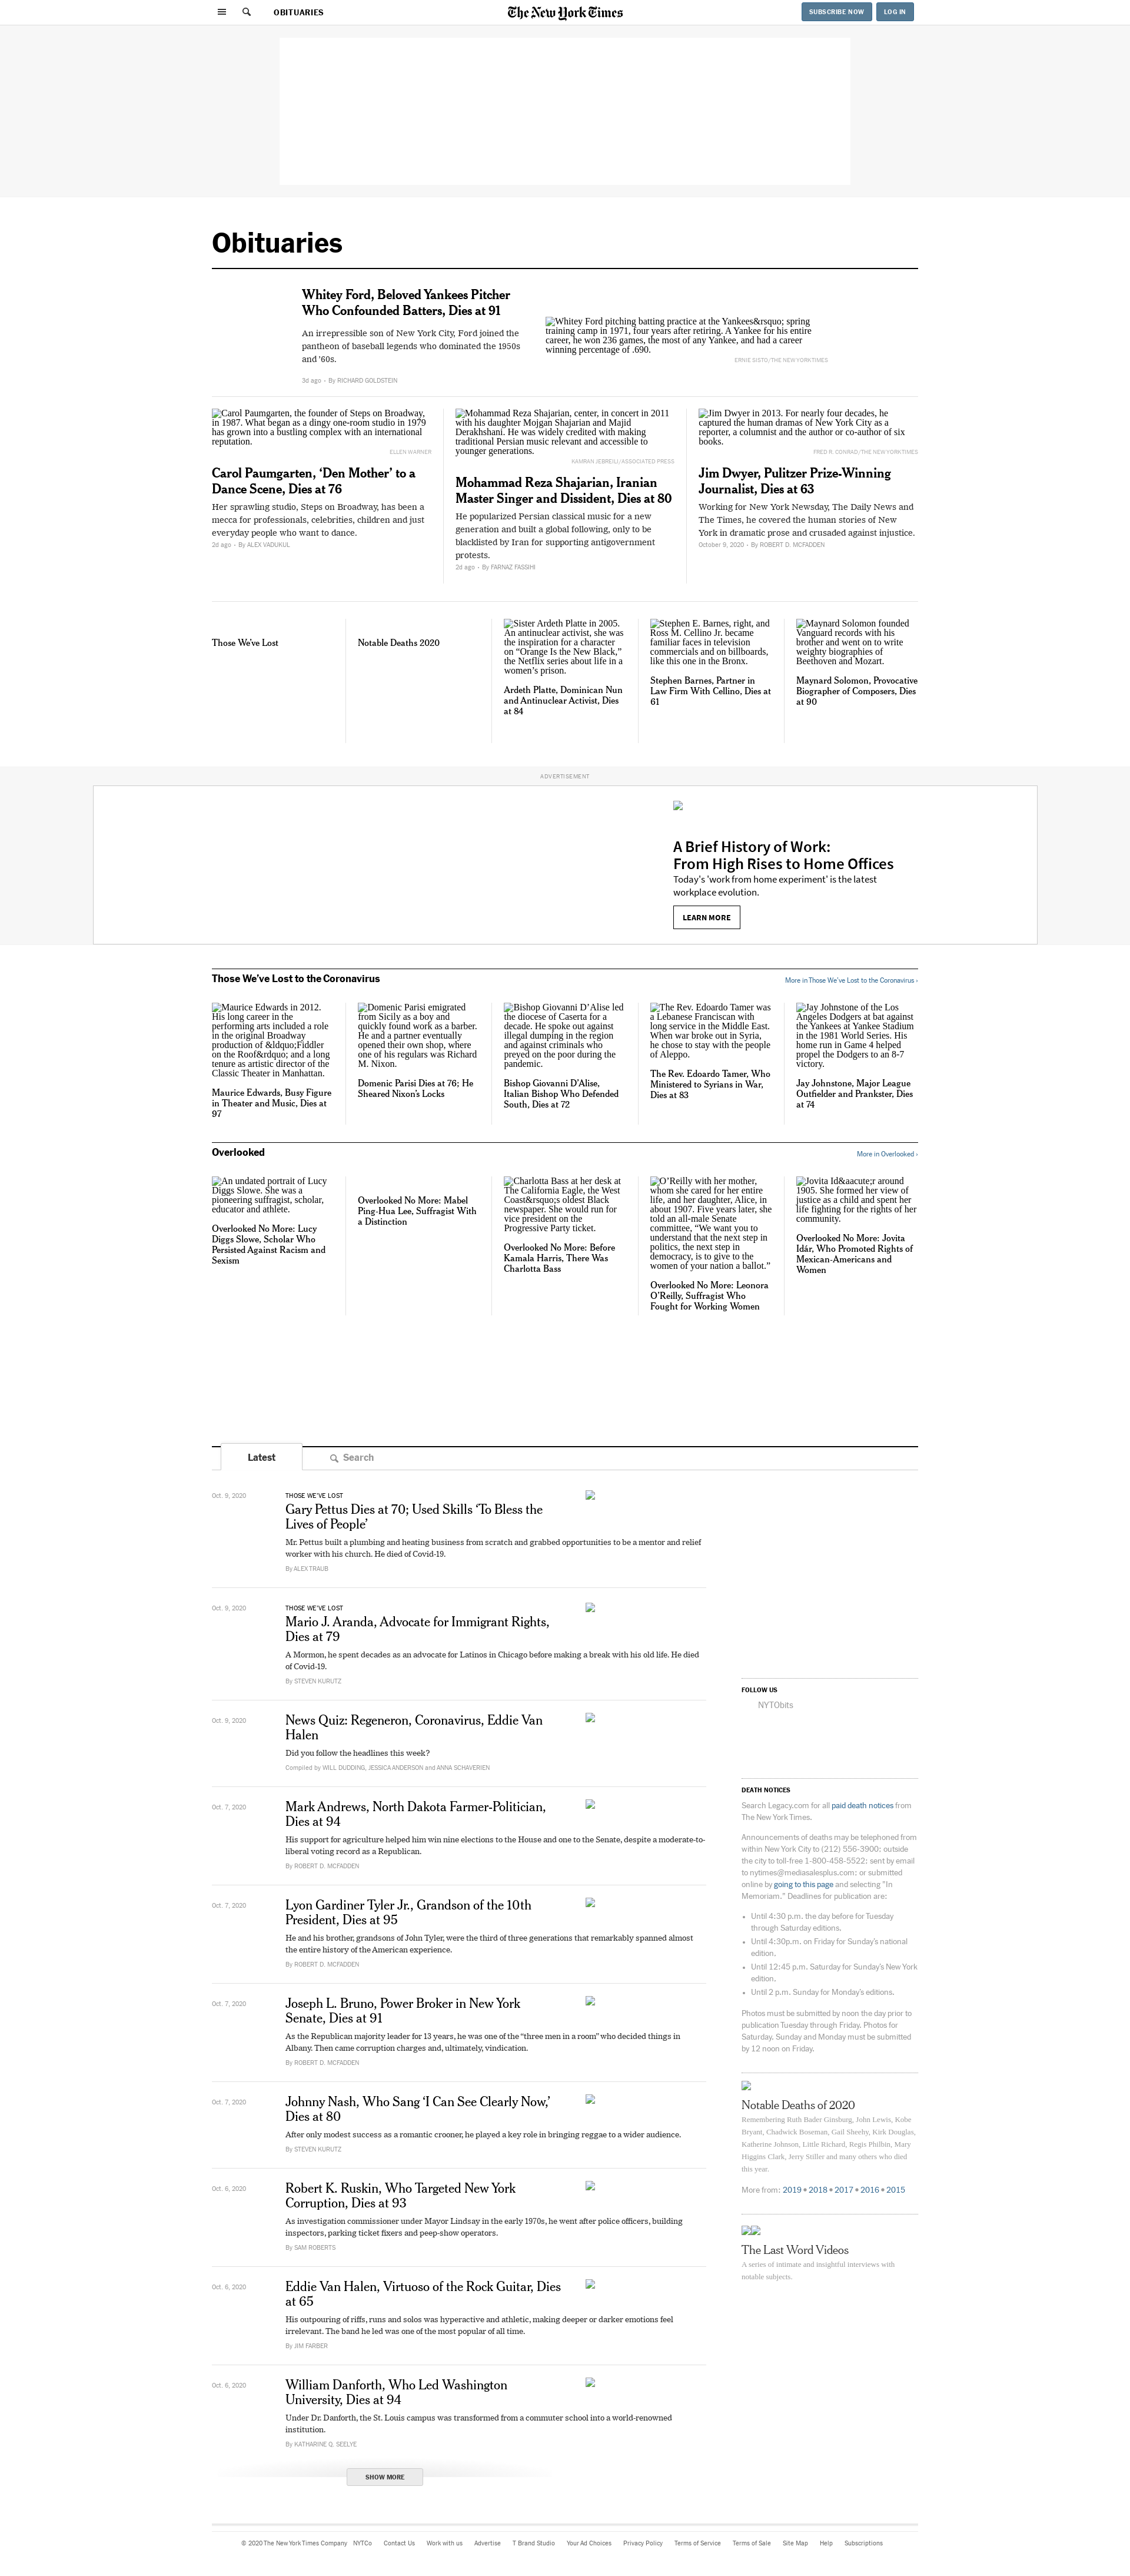 OBITUARIES
The New York Times
SUBSCRIBE NOW
LOG IN
Obituaries
Whitey Ford, Beloved Yankees Pitcher
Who Confounded Batters, Dies at 91
An irrepressible son of New York City, Ford joined the
pantheon of baseball legends who dominated the 1950s
and '60s.
3d ago · By RICHARD GOLDSTEIN
Whitey Ford pitching batting practice at the Yankees&rsquo; spring
training camp in 1971, four years after retiring. A Yankee for his entire
career, he won 236 games, the most of any Yankee, and had a career
winning percentage of .690.
ERNIE SISTO/THE NEW YORK TIMES
Carol Paumgarten, the founder of Steps on Broadway,
in 1987. What began as a dingy one-room studio in 1979
has grown into a bustling complex with an international
reputation.
ELLEN WARNER
Carol Paumgarten, ‘Den Mother’ to a
Dance Scene, Dies at 76
Her sprawling studio, Steps on Broadway, has been a
mecca for professionals, celebrities, children and just
everyday people who want to dance.
2d ago · By ALEX VADUKUL
Mohammad Reza Shajarian, center, in concert in 2011
with his daughter Mojgan Shajarian and Majid
Derakhshani. He was widely credited with making
traditional Persian music relevant and accessible to
younger generations.
KAMRAN JEBREILI/ASSOCIATED PRESS
Mohammad Reza Shajarian, Iranian
Master Singer and Dissident, Dies at 80
He popularized Persian classical music for a new
generation and built a global following, only to be
blacklisted by Iran for supporting antigovernment
protests.
2d ago · By FARNAZ FASSIHI
Jim Dwyer in 2013. For nearly four decades, he
captured the human dramas of New York City as a
reporter, a columnist and the author or co-author of six
books.
FRED R. CONRAD/THE NEW YORK TIMES
Jim Dwyer, Pulitzer Prize-Winning
Journalist, Dies at 63
Working for New York Newsday, The Daily News and
The Times, he covered the human stories of New
York in dramatic prose and crusaded against injustice.
October 9, 2020 · By ROBERT D. MCFADDEN
Those We’ve Lost
Notable Deaths 2020
Sister Ardeth Platte in 2005.
An antinuclear activist, she was
the inspiration for a character
on “Orange Is the New Black,”
the Netflix series about life in a
women’s prison.
Ardeth Platte, Dominican Nun
and Antinuclear Activist, Dies
at 84
Stephen E. Barnes, right, and
Ross M. Cellino Jr. became
familiar faces in television
commercials and on billboards,
like this one in the Bronx.
Stephen Barnes, Partner in
Law Firm With Cellino, Dies at
61
Maynard Solomon founded
Vanguard records with his
brother and went on to write
weighty biographies of
Beethoven and Mozart.
Maynard Solomon, Provocative
Biographer of Composers, Dies
at 90
ADVERTISEMENT
A Brief History of Work:
From High Rises to Home Offices
Today's 'work from home experiment' is the latest
workplace evolution.
LEARN MORE
Those We’ve Lost to the Coronavirus
More in Those We’ve Lost to the Coronavirus ›
Maurice Edwards in 2012.
His long career in the
performing arts included a role
in the original Broadway
production of &ldquo;Fiddler
on the Roof&rdquo; and a long
tenure as artistic director of the
Classic Theater in Manhattan.
Maurice Edwards, Busy Figure
in Theater and Music, Dies at
97
Domenic Parisi emigrated
from Sicily as a boy and
quickly found work as a barber.
He and a partner eventually
opened their own shop, where
one of his regulars was Richard
M. Nixon.
Domenic Parisi Dies at 76; He
Sheared Nixon’s Locks
Bishop Giovanni D’Alise led
the diocese of Caserta for a
decade. He spoke out against
illegal dumping in the region
and against criminals who
preyed on the poor during the
pandemic.
Bishop Giovanni D’Alise,
Italian Bishop Who Defended
South, Dies at 72
The Rev. Edoardo Tamer was
a Lebanese Franciscan with
long service in the Middle East.
When war broke out in Syria,
he chose to stay with the people
of Aleppo.
The Rev. Edoardo Tamer, Who
Ministered to Syrians in War,
Dies at 83
Jay Johnstone of the Los
Angeles Dodgers at bat against
the Yankees at Yankee Stadium
in the 1981 World Series. His
home run in Game 4 helped
propel the Dodgers to an 8-7
victory.
Jay Johnstone, Major League
Outfielder and Prankster, Dies
at 74
Overlooked
More in Overlooked ›
An undated portrait of Lucy
Diggs Slowe. She was a
pioneering suffragist, scholar,
educator and athlete.
Overlooked No More: Lucy
Diggs Slowe, Scholar Who
Persisted Against Racism and
Sexism
Overlooked No More: Mabel
Ping-Hua Lee, Suffragist With
a Distinction
Charlotta Bass at her desk at
The California Eagle, the West
Coast&rsquo;s oldest Black
newspaper. She would run for
vice president on the
Progressive Party ticket.
Overlooked No More: Before
Kamala Harris, There Was
Charlotta Bass
O’Reilly with her mother,
whom she cared for her entire
life, and her daughter, Alice, in
about 1907. Five years later, she
told an all-male Senate
committee, “We want you to
understand that the next step in
politics, the next step in
democracy, is to give to the
women of your nation a ballot.”
Overlooked No More: Leonora
O’Reilly, Suffragist Who
Fought for Working Women
Jovita Id&aacute;r around
1905. She formed her view of
justice as a child and spent her
life fighting for the rights of her
community.
Overlooked No More: Jovita
Idár, Who Promoted Rights of
Mexican-Americans and
Women
Latest
Search
Oct. 9, 2020
THOSE WE’VE LOST
Gary Pettus Dies at 70; Used Skills ‘To Bless the
Lives of People’
Mr. Pettus built a plumbing and heating business from scratch and grabbed opportunities to be a mentor and relief
worker with his church. He died of Covid-19.
By ALEX TRAUB
Oct. 9, 2020
THOSE WE’VE LOST
Mario J. Aranda, Advocate for Immigrant Rights,
Dies at 79
A Mormon, he spent decades as an advocate for Latinos in Chicago before making a break with his old life. He died
of Covid-19.
By STEVEN KURUTZ
Oct. 9, 2020
News Quiz: Regeneron, Coronavirus, Eddie Van
Halen
Did you follow the headlines this week?
Compiled by WILL DUDDING, JESSICA ANDERSON and ANNA SCHAVERIEN
Oct. 7, 2020
Mark Andrews, North Dakota Farmer-Politician,
Dies at 94
His support for agriculture helped him win nine elections to the House and one to the Senate, despite a moderate-to-
liberal voting record as a Republican.
By ROBERT D. MCFADDEN
Oct. 7, 2020
Lyon Gardiner Tyler Jr., Grandson of the 10th
President, Dies at 95
He and his brother, grandsons of John Tyler, were the third of three generations that remarkably spanned almost
the entire history of the American experience.
By ROBERT D. MCFADDEN
Oct. 7, 2020
Joseph L. Bruno, Power Broker in New York
Senate, Dies at 91
As the Republican majority leader for 13 years, he was one of the “three men in a room” who decided things in
Albany. Then came corruption charges and, ultimately, vindication.
By ROBERT D. MCFADDEN
Oct. 7, 2020
Johnny Nash, Who Sang ‘I Can See Clearly Now,’
Dies at 80
After only modest success as a romantic crooner, he played a key role in bringing reggae to a wider audience.
By STEVEN KURUTZ
Oct. 6, 2020
Robert K. Ruskin, Who Targeted New York
Corruption, Dies at 93
As investigation commissioner under Mayor Lindsay in the early 1970s, he went after police officers, building
inspectors, parking ticket fixers and peep-show operators.
By SAM ROBERTS
Oct. 6, 2020
Eddie Van Halen, Virtuoso of the Rock Guitar, Dies
at 65
His outpouring of riffs, runs and solos was hyperactive and athletic, making deeper or darker emotions feel
irrelevant. The band he led was one of the most popular of all time.
By JIM FARBER
Oct. 6, 2020
William Danforth, Who Led Washington
University, Dies at 94
Under Dr. Danforth, the St. Louis campus was transformed from a commuter school into a world-renowned
institution.
By KATHARINE Q. SEELYE
SHOW MORE
FOLLOW US
NYTObits
DEATH NOTICES
Search Legacy.com for all paid death notices from
The New York Times.
Announcements of deaths may be telephoned from
within New York City to (212) 556-3900; outside
the city to toll-free 1-800-458-5522; sent by email
to nytimes@mediasalesplus.com; or submitted
online by going to this page and selecting "In
Memoriam." Deadlines for publication are:
• Until 4:30 p.m. the day before for Tuesday
through Saturday editions.
• Until 4:30p.m. on Friday for Sunday’s national
edition.
• Until 12:45 p.m. Saturday for Sunday’s New York
edition.
• Until 2 p.m. Sunday for Monday’s editions.
Photos must be submitted by noon the day prior to
publication Tuesday through Friday. Photos for
Saturday, Sunday and Monday must be submitted
by 12 noon on Friday.
Notable Deaths of 2020
Remembering Ruth Bader Ginsburg, John Lewis, Kobe
Bryant, Chadwick Boseman, Gail Sheehy, Kirk Douglas,
Katherine Johnson, Little Richard, Regis Philbin, Mary
Higgins Clark, Jerry Stiller and many others who died
this year.
More from: 2019 • 2018 • 2017 • 2016 • 2015
The Last Word Videos
A series of intimate and insightful interviews with
notable subjects.
© 2020 The New York Times Company NYTCo Contact Us Work with us Advertise T Brand Studio Your Ad Choices Privacy Policy Terms of Service Terms of Sale Site Map Help Subscriptions